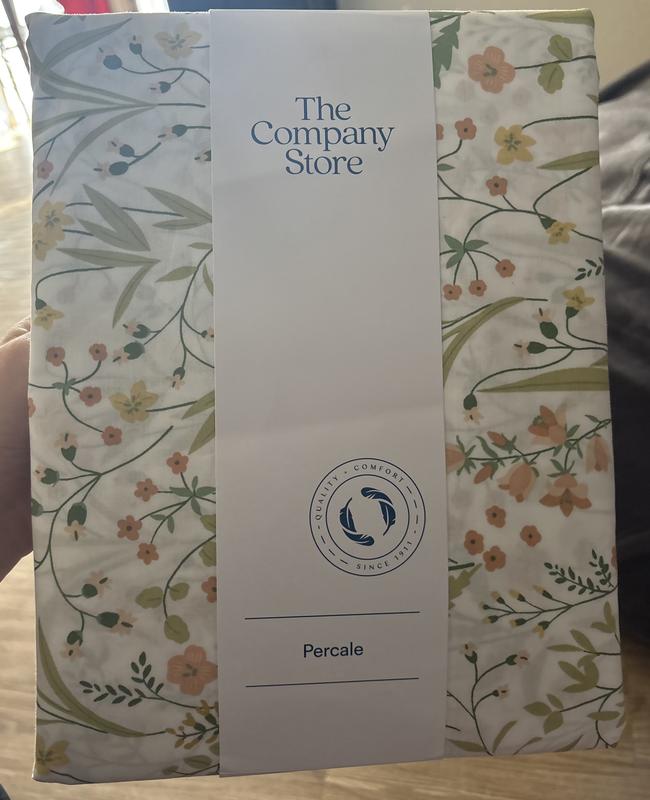 The
Company
Store
QUALITY • COMFORT
SINCE 1911
Percale